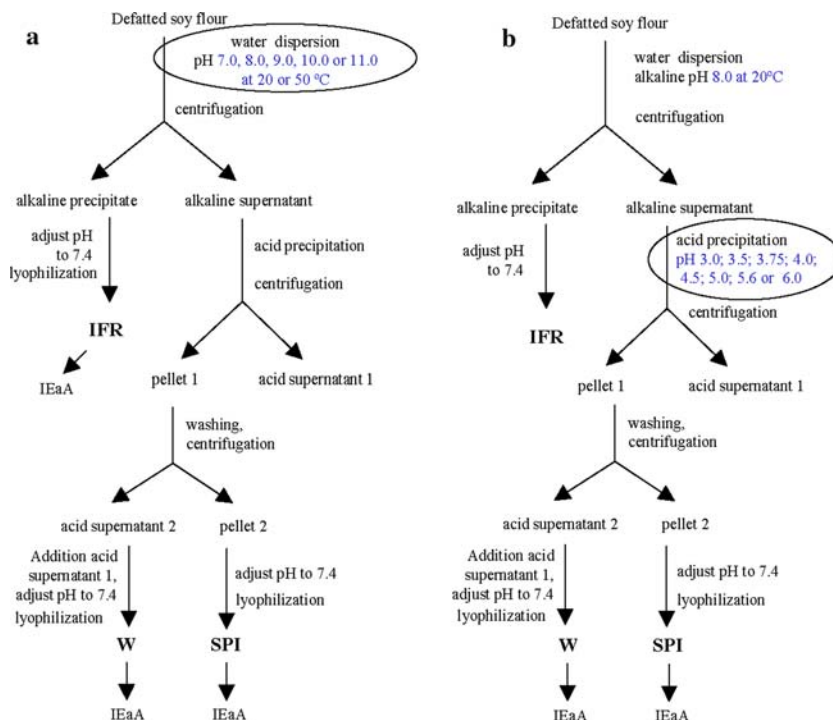 a
Defatted soy flour
water dispersion
pH 7.0, 8.0, 9.0, 10.0 or 11.0
at 20 or 50 ºC
centrifugation
alkaline precipitate
alkaline supernatant
adjust pH
to 7.4
lyophilization
acid precipitation
centrifugation
IFR
IEaA
pellet 1
acid supernatant 1
washing,
centrifugation
acid supernatant 2
pellet 2
Addition acid
supernatant 1,
adjust pH to 7.4
lyophilization
adjust pH to 7.4
lyophilization
W
SPI
IEaA
IEaA
b
Defatted soy flour
water dispersion
alkaline pH 8.0 at 20ºC
centrifugation
alkaline precipitate
alkaline supernatant
adjust pH
to 7.4
acid precipitation
pH 3.0; 3.5; 3.75; 4.0;
4.5; 5.0; 5.6 or 6.0
centrifugation
IFR
pellet 1
acid supernatant 1
washing,
centrifugation
acid supernatant 2
pellet 2
Addition acid
supernatant 1,
adjust pH to 7.4
lyophilization
adjust pH to 7.4
lyophilization
W
SPI
IEaA
IEaA